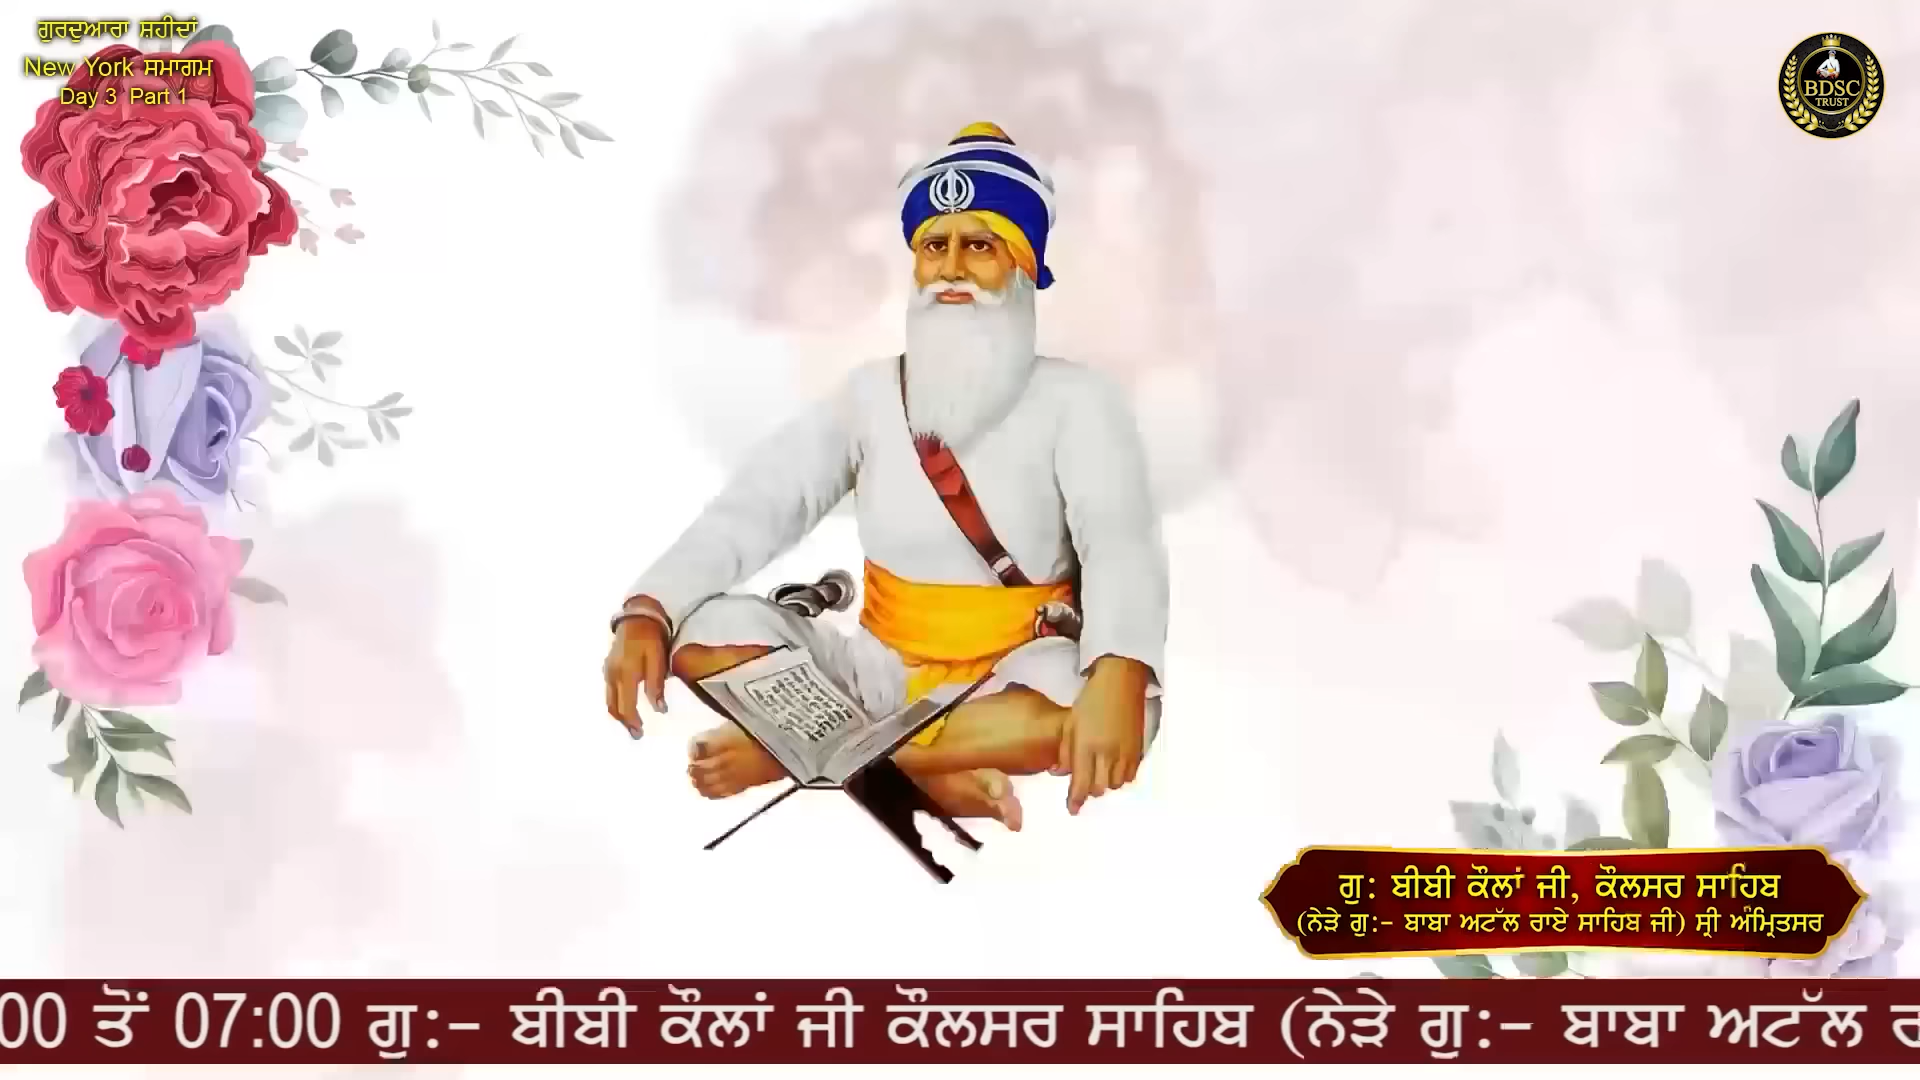 ਗੁਰਦੁਆਰਾ ਸ਼ਹੀਦਾਂ
New York ਸਮਾਗਮ
Day 3 Part 1
BDSC
TRUST
ਗੁ: ਬੀਬੀ ਕੌਲਾਂ ਜੀ, ਕੌਲਸਰ ਸਾਹਿਬ
(ਨੇੜੇ ਗੁ:- ਬਾਬਾ ਅਟੱਲ ਰਾਏ ਸਾਹਿਬ ਜੀ) ਸ੍ਰੀ ਅੰਮ੍ਰਿਤਸਰ
00 ਤੋਂ 07:00 ਗੁ:- ਬੀਬੀ ਕੌਲਾਂ ਜੀ ਕੌਲਸਰ ਸਾਹਿਬ (ਨੇੜੇ ਗੁ:- ਬਾਬਾ ਅਟੱਲ